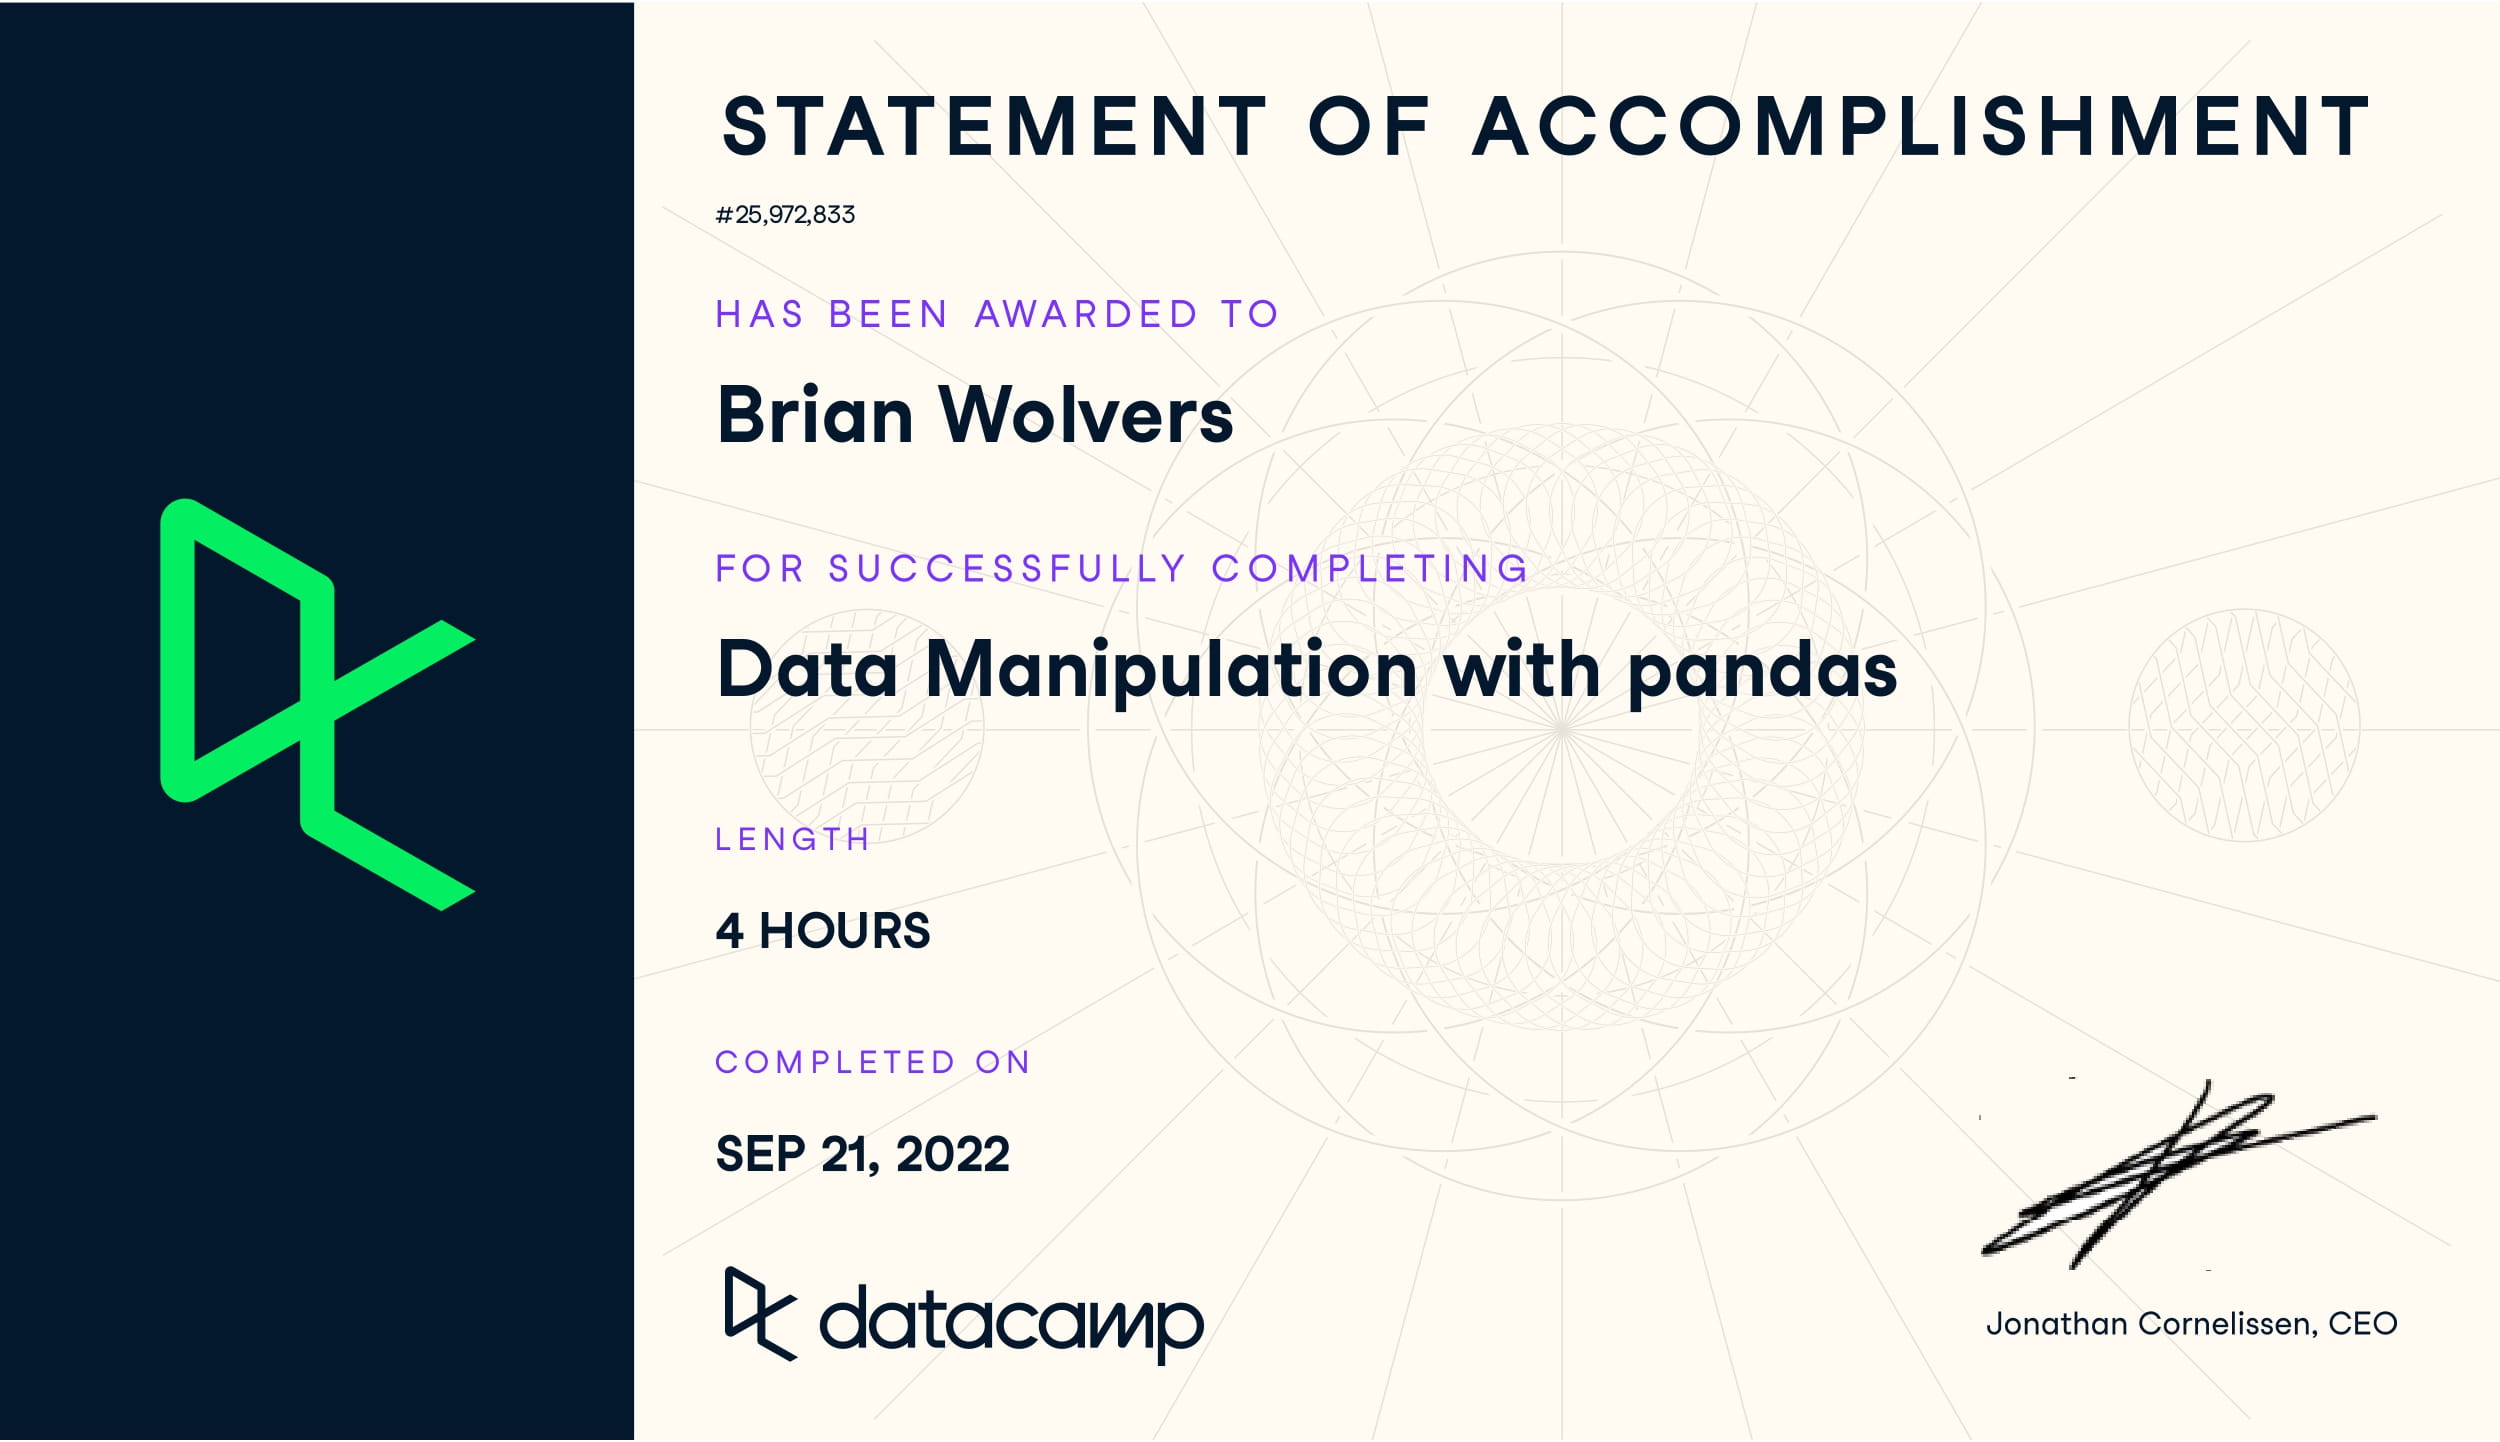 STATEMENT OF ACCOMPLISHMENT
#25,972,833
HAS BEEN AWARDED TO
Brian Wolvers
FOR SUCCESSFULLY COMPLETING
Data Manipulation with pandas
LENGTH
4 HOURS
COMPLETED ON
SEP 21, 2022
datacamp
Jonathan Cornelissen, CEO